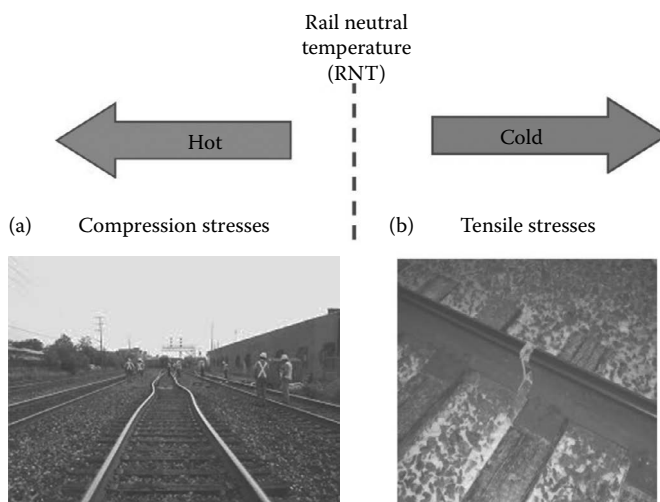 Rail neutral
temperature
(RNT)
Hot
Cold
(a) Compression stresses
(b) Tensile stresses